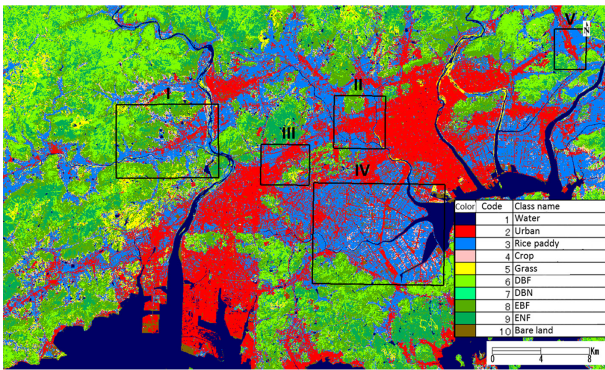 V
N
I
II
III
IV
Color Code Class name
1 Water
2 Urban
3 Rice paddy
4 Crop
5 Grass
6 DBF
7 DBN
8 EBF
9 ENF
10 Bare land
Km
0 4 8